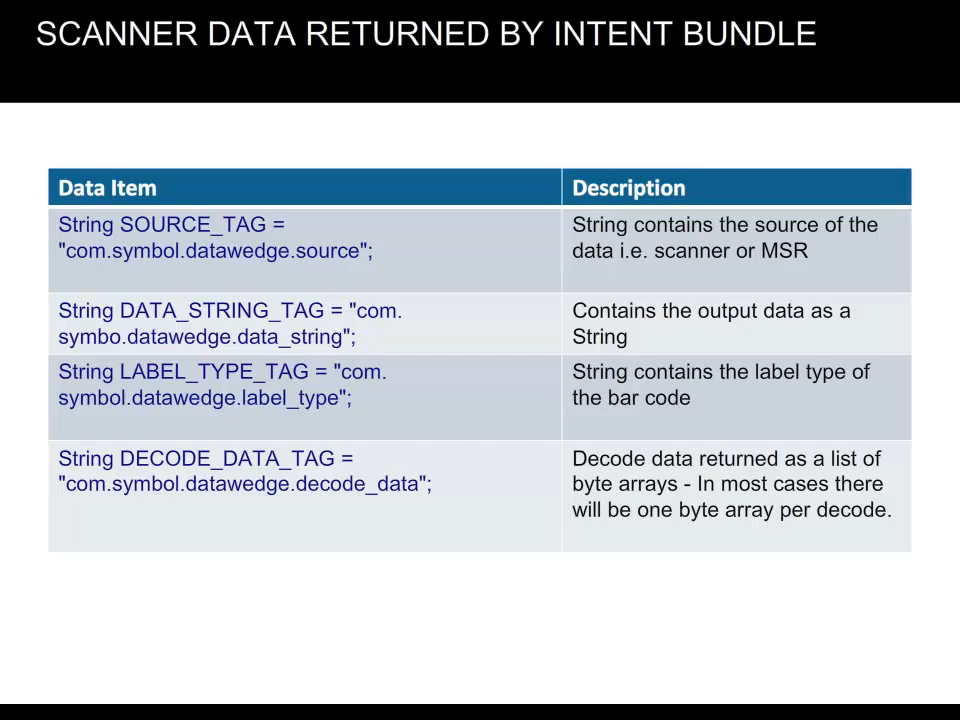 SCANNER DATA RETURNED BY INTENT BUNDLE
Data Item
Description
String SOURCE_TAG =
"com.symbol.datawedge.source";
String contains the source of the
data i.e. scanner or MSR
String DATA_STRING_TAG = "com.
symbo.datawedge.data_string";
Contains the output data as a
String
String LABEL_TYPE_TAG = "com.
symbol.datawedge.label_type";
String contains the label type of
the bar code
String DECODE_DATA_TAG =
"com.symbol.datawedge.decode_data";
Decode data returned as a list of
byte arrays - In most cases there
will be one byte array per decode.